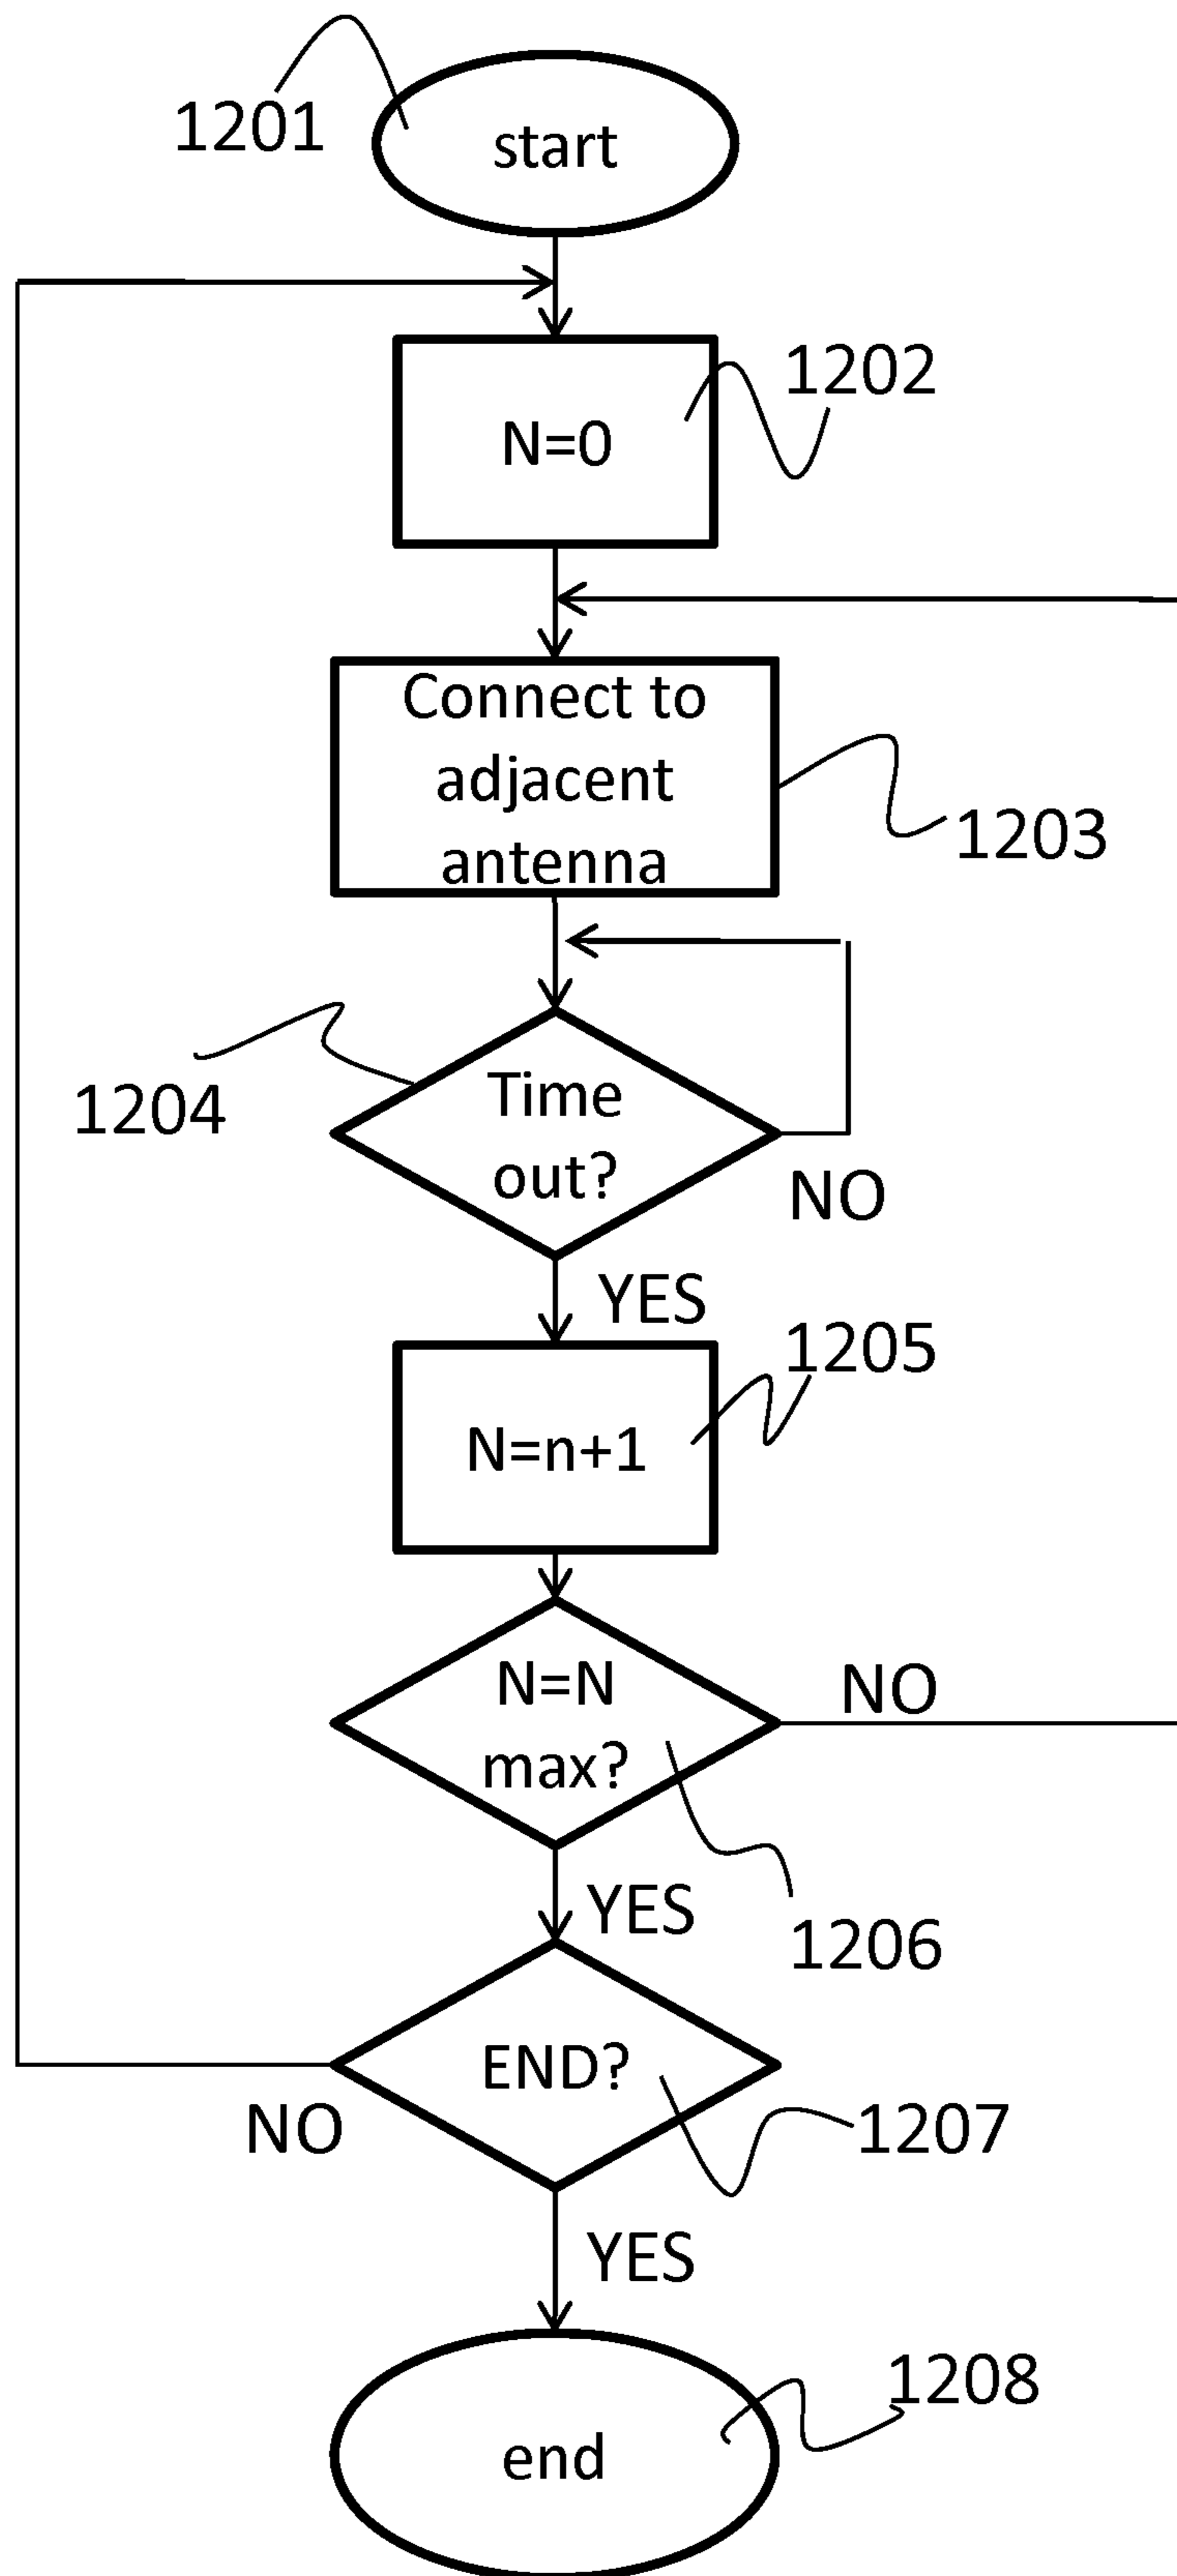 1201
start
1202
N=0
Connect to
adjacent
antenna
1203
1204
Time
out?
NO
YES
1205
N=n+1
N=N
max?
NO
YES
1206
END?
NO
1207
YES
1208
end